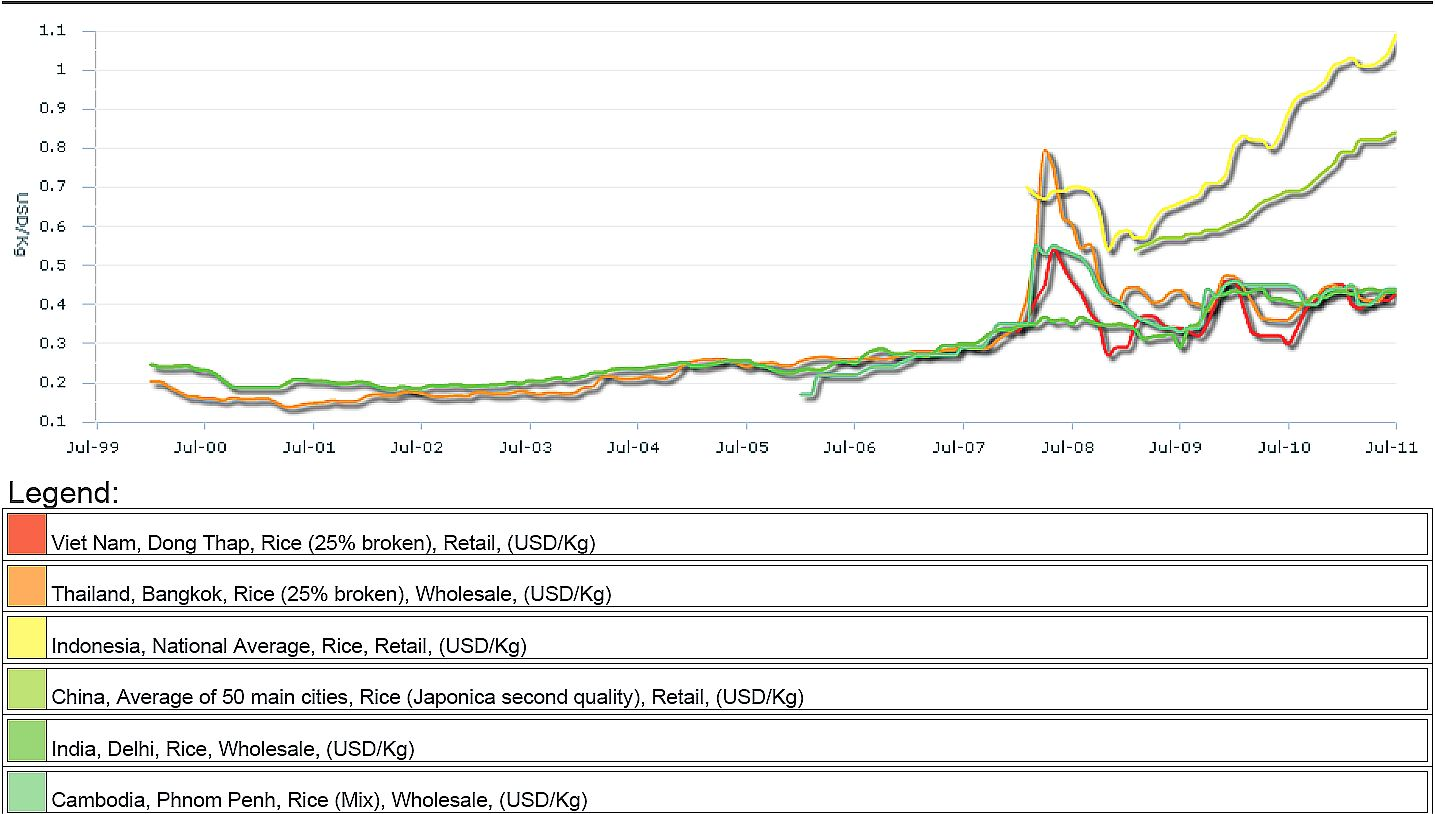 1.1
1
0.9
0.8
0.7
0.6
0.5
0.4
0.3
0.2
0.1
USD/Kg
Jul-99 Jul-00 Jul-01 Jul-02 Jul-03 Jul-04 Jul-05 Jul-06 Jul-07 Jul-08 Jul-09 Jul-10 Jul-11
Legend:
Viet Nam, Dong Thap, Rice (25% broken), Retail, (USD/Kg)
Thailand, Bangkok, Rice (25% broken), Wholesale, (USD/Kg)
Indonesia, National Average, Rice, Retail, (USD/Kg)
China, Average of 50 main cities, Rice (Japonica second quality), Retail, (USD/Kg)
India, Delhi, Rice, Wholesale, (USD/Kg)
Cambodia, Phnom Penh, Rice (Mix), Wholesale, (USD/Kg)